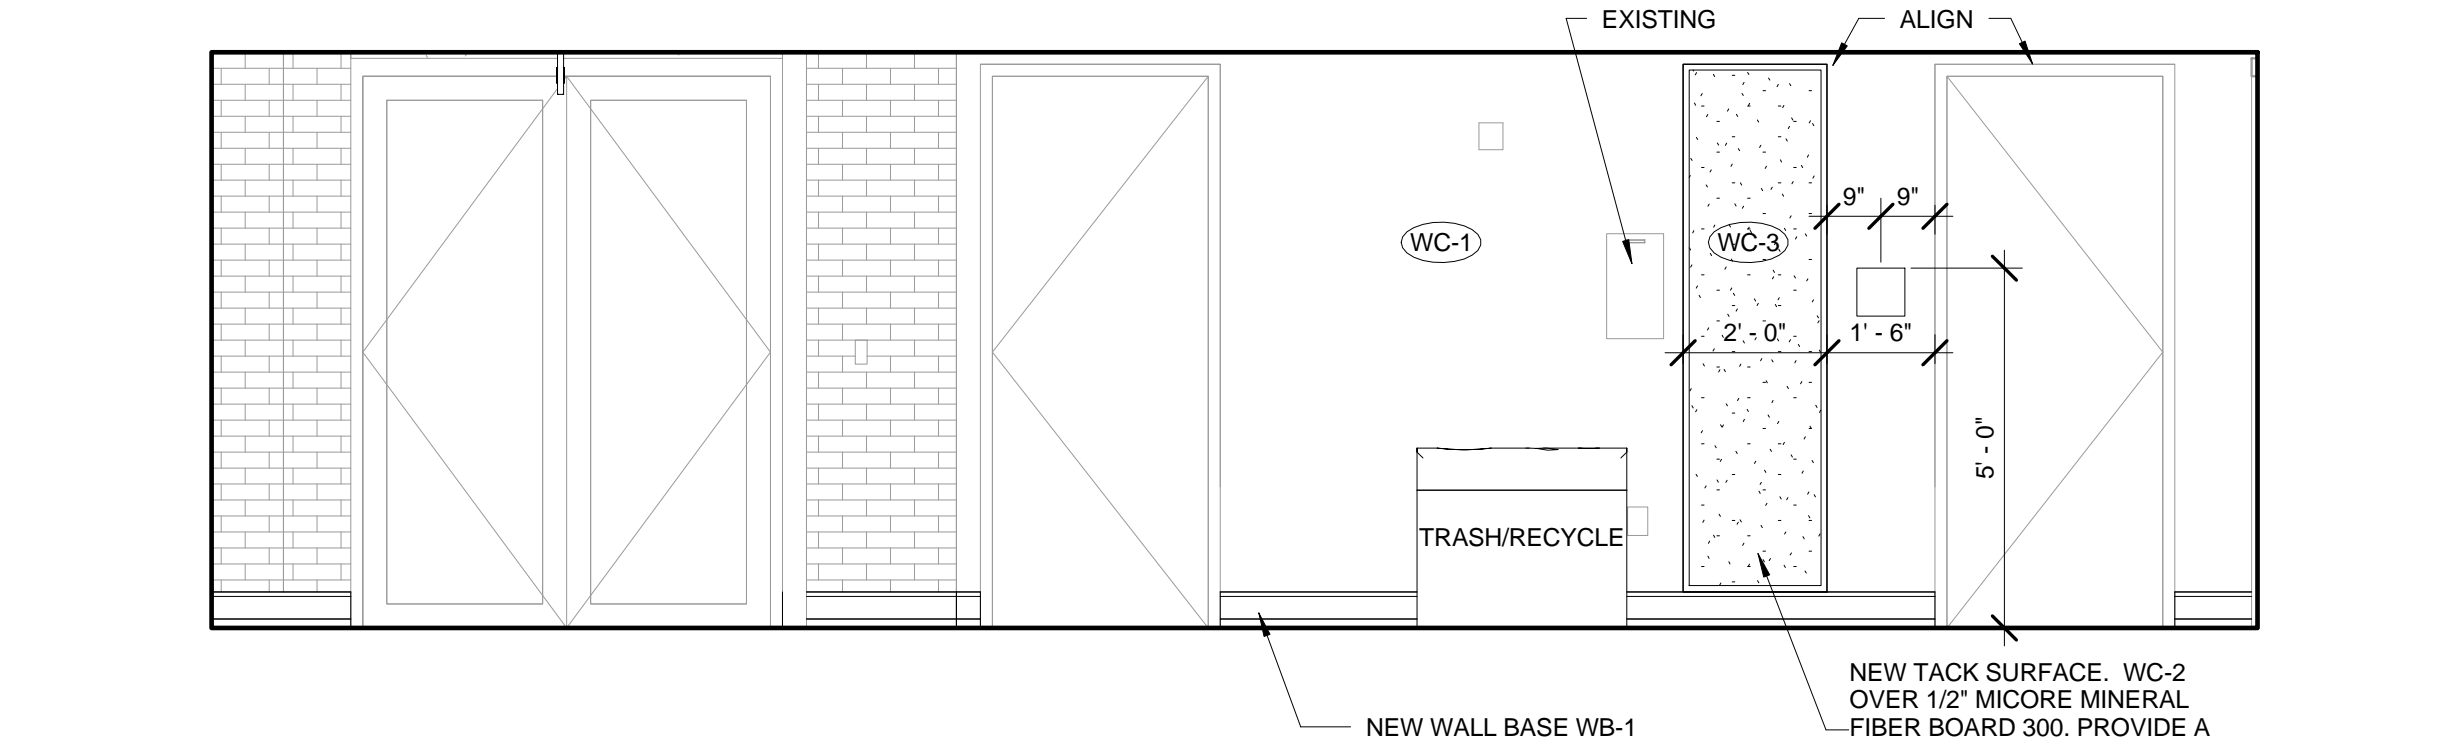 EXISTING
ALIGN
9" 9"
WC-1
WC-3
2' - 0" 1' - 6"
5' - 0"
TRASH/RECYCLE
NEW TACK SURFACE. WC-2
OVER 1/2" MICORE MINERAL
FIBER BOARD 300. PROVIDE A
NEW WALL BASE WB-1